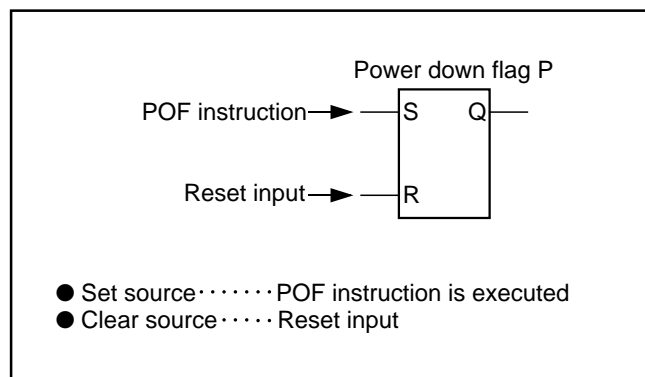 Power down flag P
POF instruction
S
Q
Reset input
R
● Set source ······· POF instruction is executed
● Clear source ····· Reset input